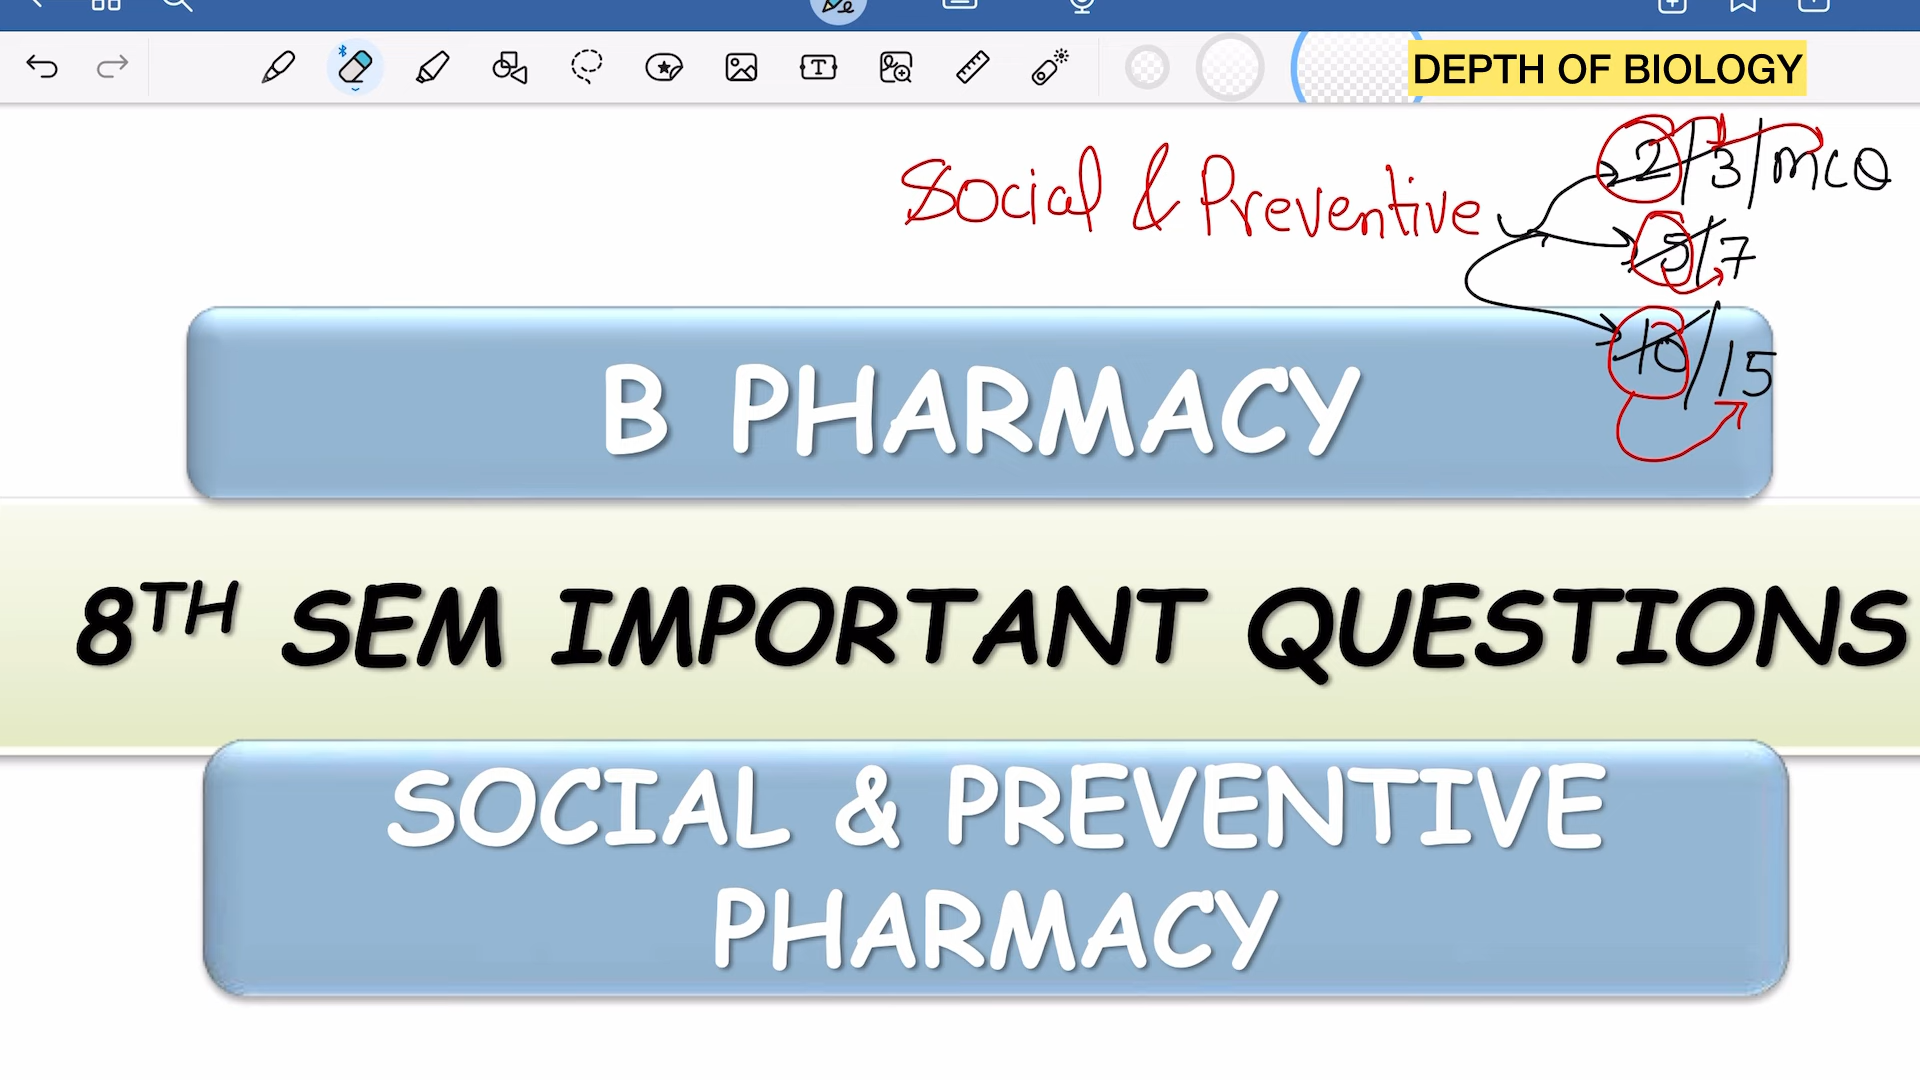 DEPTH OF BIOLOGY
Social & Preventive
2/3/MCQ
5/7
10/15
B PHARMACY
8TH SEM IMPORTANT QUESTIONS
SOCIAL & PREVENTIVE
PHARMACY